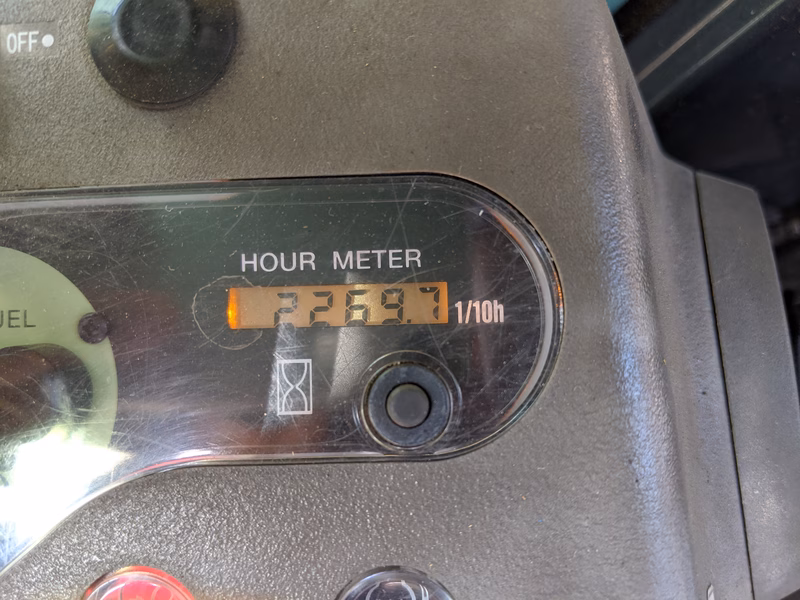 OFF
HOUR METER
2269.7 1/10h
UEL